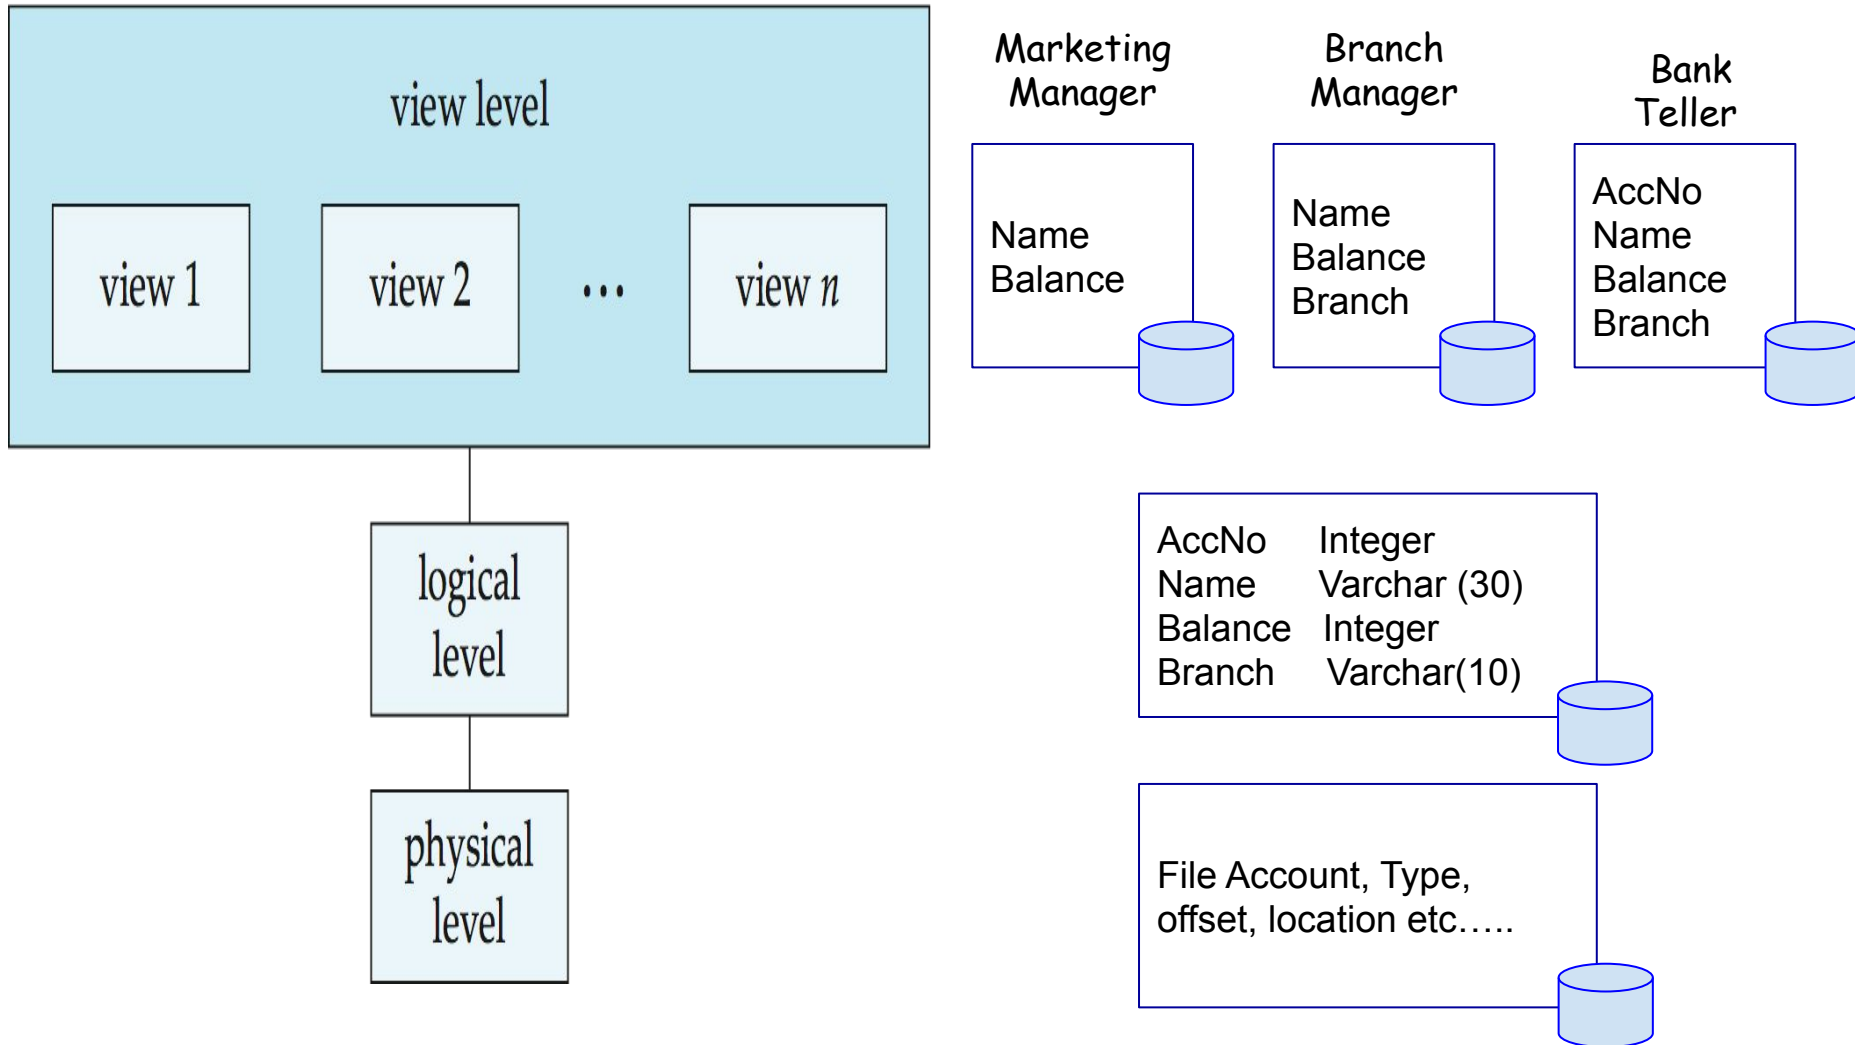 view level
view 1
view 2
...
view n
logical
level
physical
level
Marketing
Manager
Name
Balance
Branch
Manager
Name
Balance
Branch
Bank
Teller
AccNo
Name
Balance
Branch
AccNo Integer
Name Varchar (30)
Balance Integer
Branch Varchar(10)
File Account, Type,
offset, location etc.....